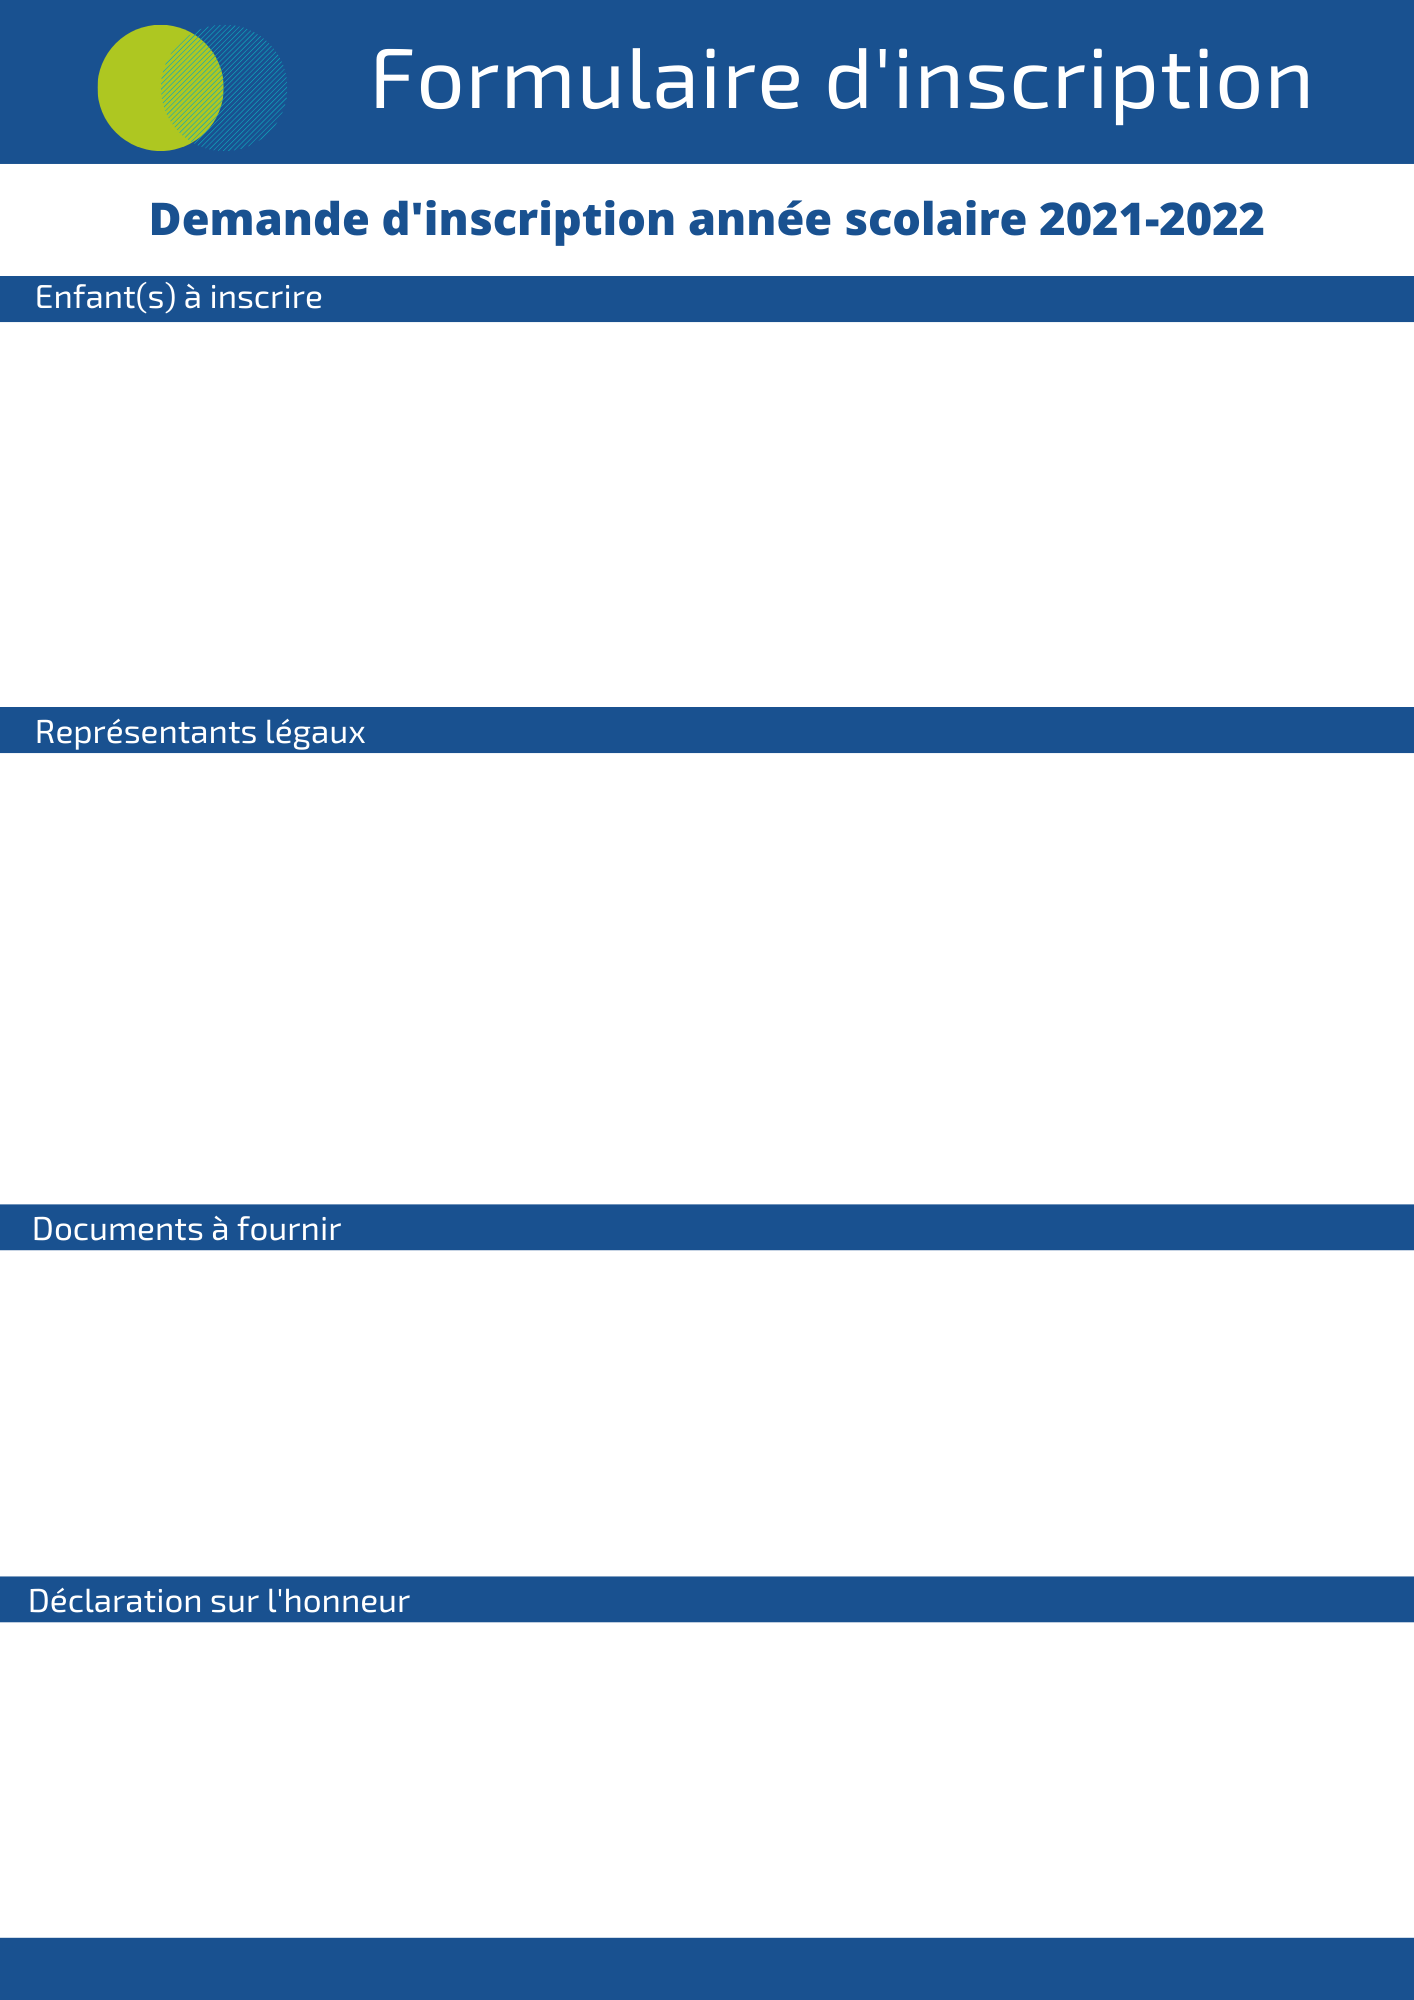 Formulaire d'inscription
Demande d'inscription année scolaire 2021-2022
Enfant(s) à inscrire
Représentants légaux
Documents à fournir
Déclaration sur l'honneur